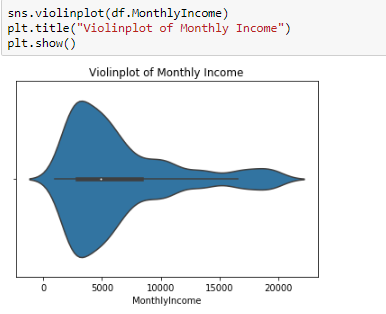 sns.violinplot(df.MonthlyIncome)
plt.title("Violinplot of Monthly Income")
plt.show()
Violinplot of Monthly Income
0 5000 10000 15000 20000
MonthlyIncome